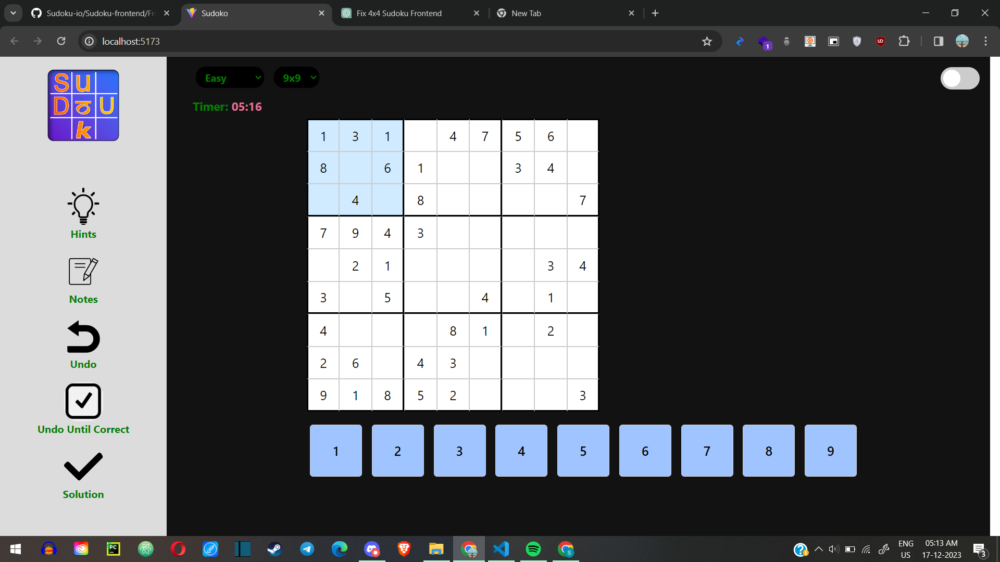 Sudoku-io/Sudoku-frontend/Fr
Sudoko
Fix 4x4 Sudoku Frontend
New Tab
localhost:5173
1
Su
DठU
k
Easy
9x9
Timer: 05:16
1 3 1 4 7 5 6
8 6 1 3 4
4 8 7
7 9 4 3
2 1 3 4
3 5 4 1
4 8 1 2
2 6 4 3
9 1 8 5 2 3
1 2 3 4 5 6 7 8 9
Hints
Notes
Undo
Undo Until Correct
Solution
PC
S
ENG
US
05:13 AM
17-12-2023
3